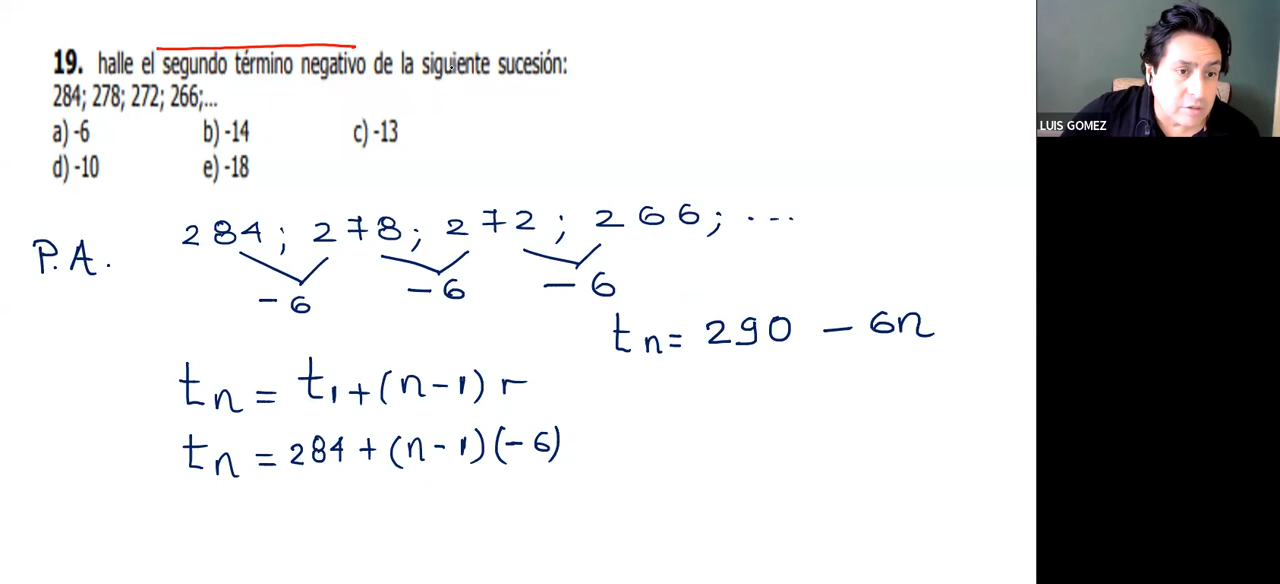 19. halle el segundo término negativo de la siguiente sucesión:
284; 278; 272; 266;...
a) -6 b) -14 c) -13
d) -10 e) -18
LUIS GOMEZ
P.A. 284; 278; 272; 266; ...
-6 -6 -6
tn = 290 - 6n
tn = t1 + (n-1) r
tn = 284 + (n-1)(-6)